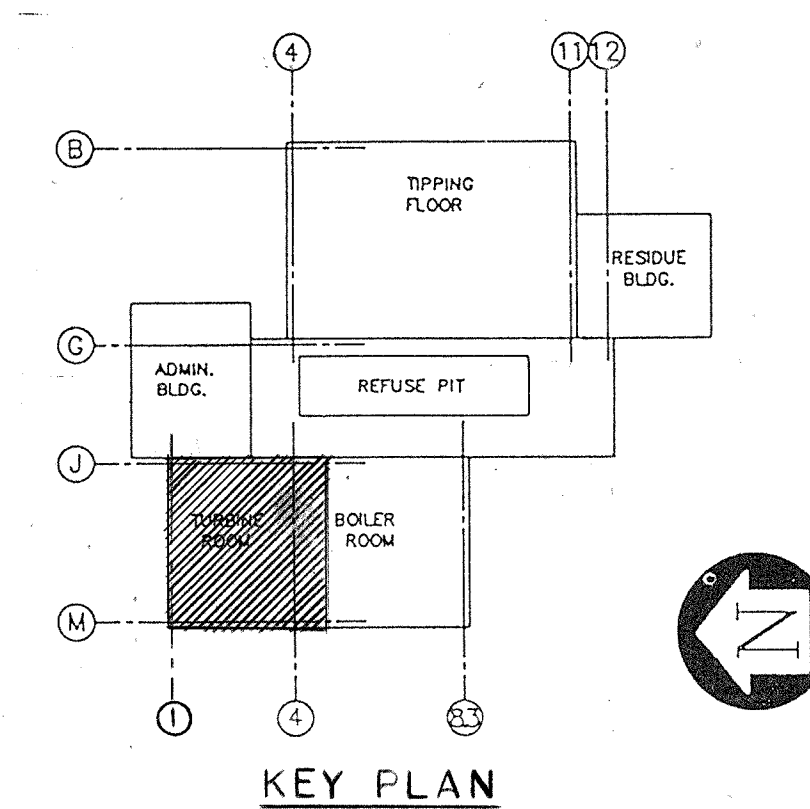 4
11
12
B
TIPPING
FLOOR
RESIDUE
BLDG.
G
ADMIN.
BLDG.
REFUSE PIT
J
TURBINE
ROOM
BOILER
ROOM
M
N
1
4
8.3
KEY PLAN